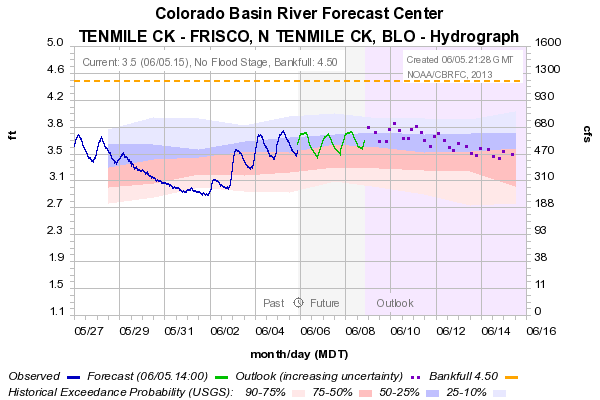 Colorado Basin River Forecast Center
TENMILE CK - FRISCO, N TENMILE CK, BLO - Hydrograph
Current: 3.5 (06/05.15), No Flood Stage, Bankfull: 4.50
Created 06/05.21:28 GMT
NOAA/CBRFC, 2013
5.0 1600
4.6 1300
4.2 930
3.8 680
3.5 470
3.1 310
2.7 188
2.3 93
1.9 38
1.5 11
1.1 0
ft
cfs
Past Future Outlook
05/27 05/29 05/31 06/02 06/04 06/06 06/08 06/10 06/12 06/14 06/16
month/day (MDT)
Observed Forecast (06/05.14:00) Outlook (increasing uncertainty) Bankfull 4.50
Historical Exceedance Probability (USGS): 90-75% 75-50% 50-25% 25-10%